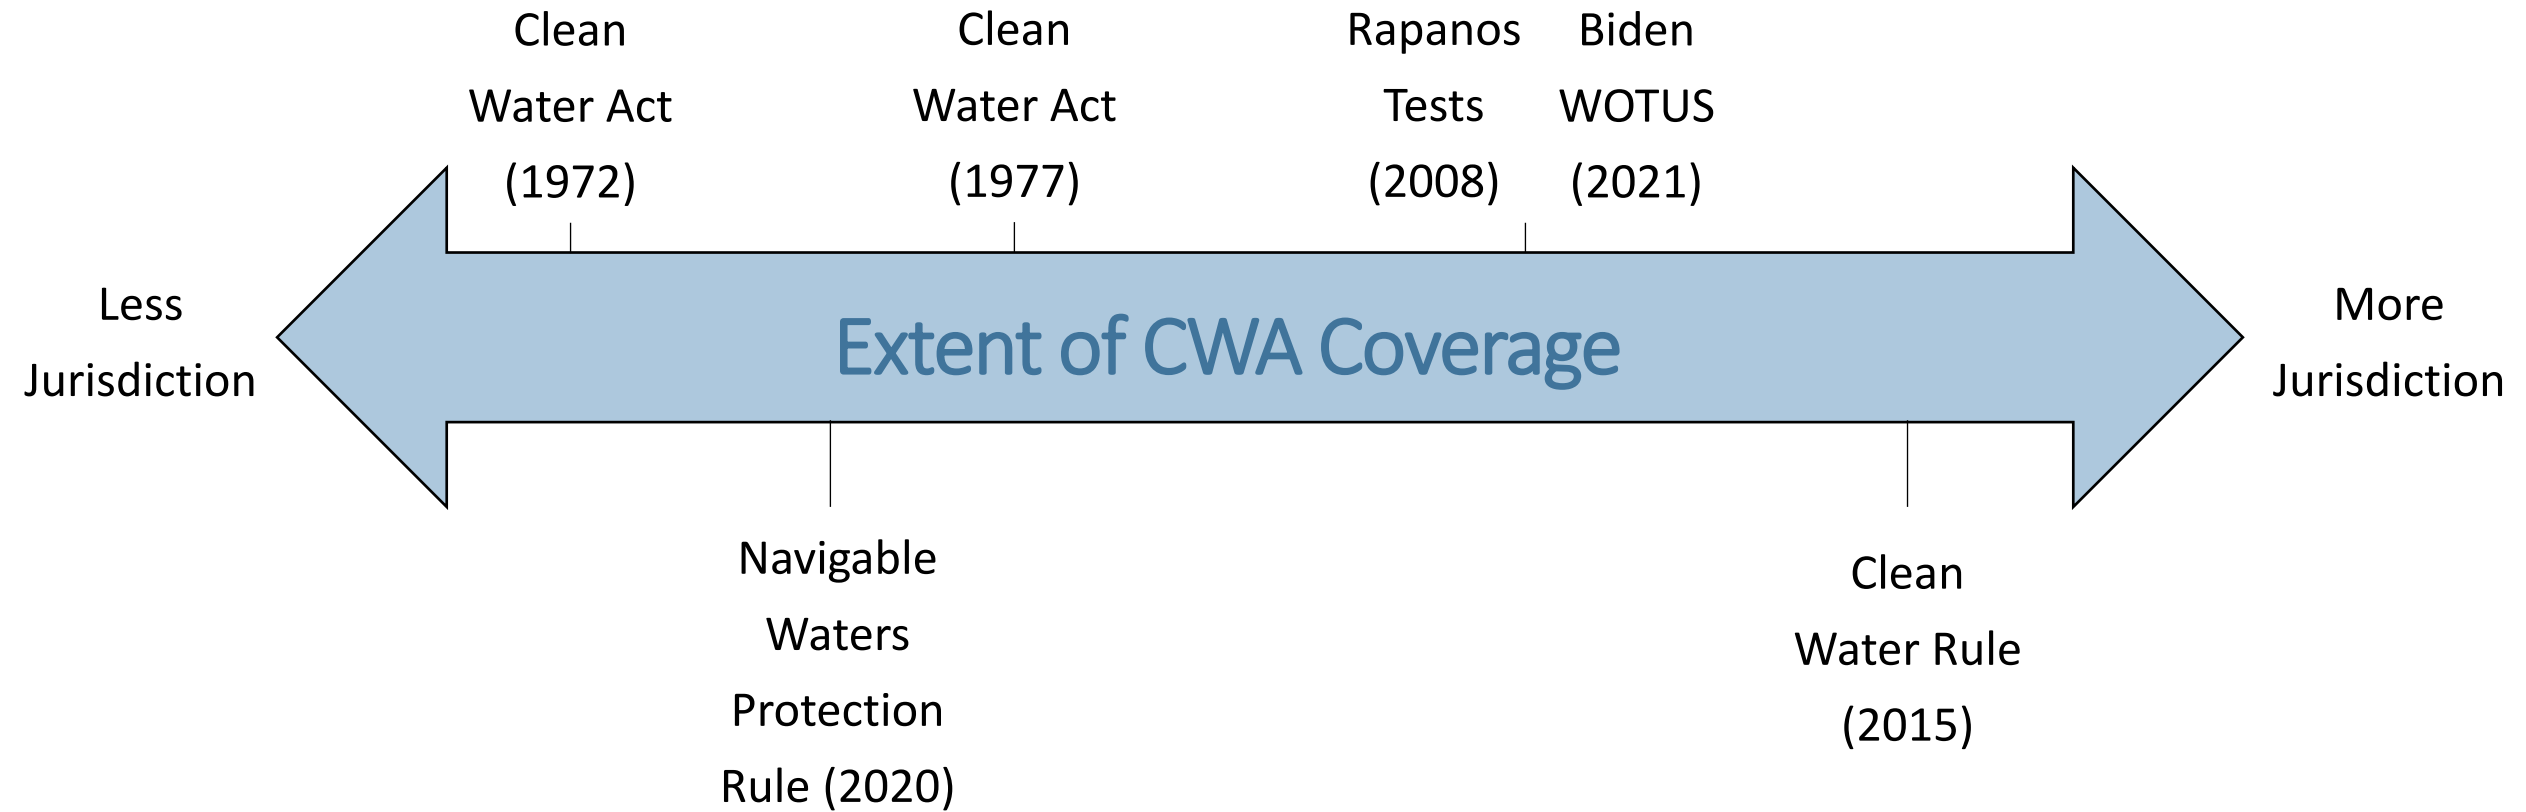 Clean
Water Act
(1972)
Clean
Water Act
(1977)
Rapanos
Tests
(2008)
Biden
WOTUS
(2021)
Less
Jurisdiction
Extent of CWA Coverage
More
Jurisdiction
Navigable
Waters
Protection
Rule (2020)
Clean
Water Rule
(2015)